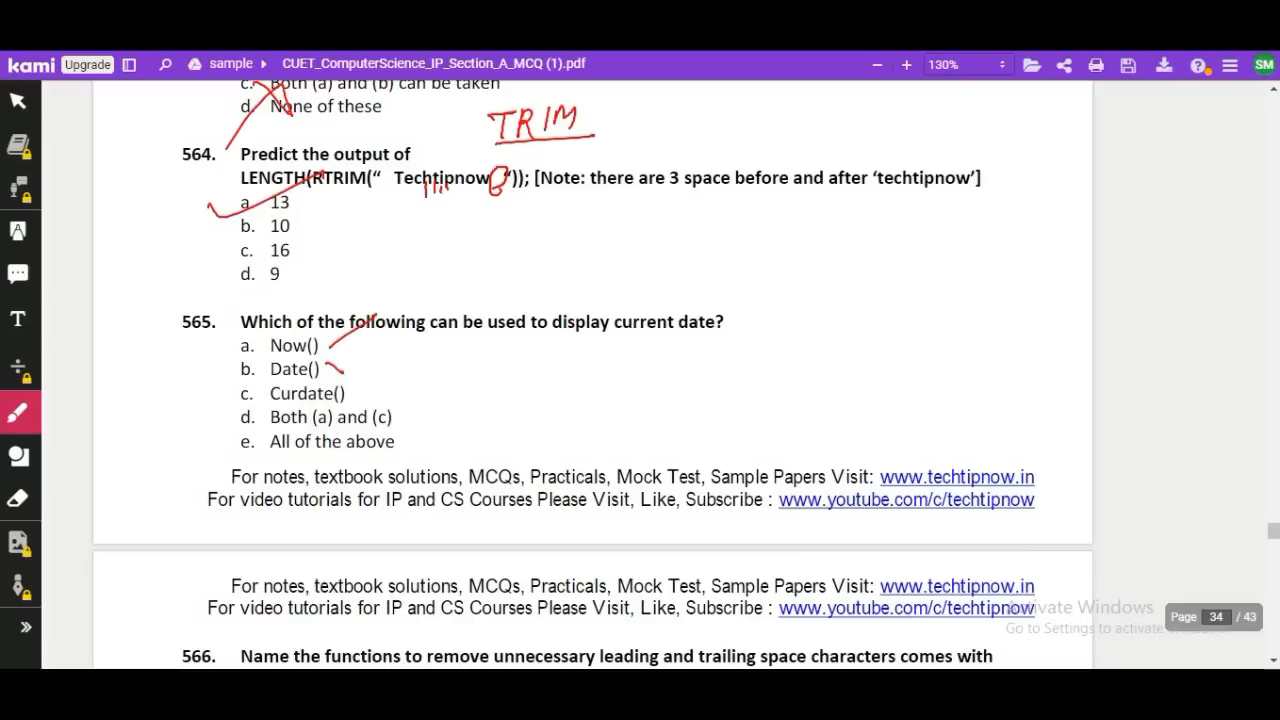 kami Upgrade sample CUET_ComputerScience_IP_Section_A_MCQ (1).pdf 130% SM
c. Both (a) and (b) can be taken
d. None of these
TRIM
564. Predict the output of
LENGTH(RTRIM(“ Techtipnow “)); [Note: there are 3 space before and after ‘techtipnow’]
a. 13
b. 10
c. 16
d. 9
565. Which of the following can be used to display current date?
a. Now()
b. Date()
c. Curdate()
d. Both (a) and (c)
e. All of the above
For notes, textbook solutions, MCQs, Practicals, Mock Test, Sample Papers Visit: www.techtipnow.in
For video tutorials for IP and CS Courses Please Visit, Like, Subscribe : www.youtube.com/c/techtipnow
For notes, textbook solutions, MCQs, Practicals, Mock Test, Sample Papers Visit: www.techtipnow.in
For video tutorials for IP and CS Courses Please Visit, Like, Subscribe : www.youtube.com/c/techtipnow
Activate Windows
Go to Settings to activate
Page 34 / 43
566. Name the functions to remove unnecessary leading and trailing space characters comes with